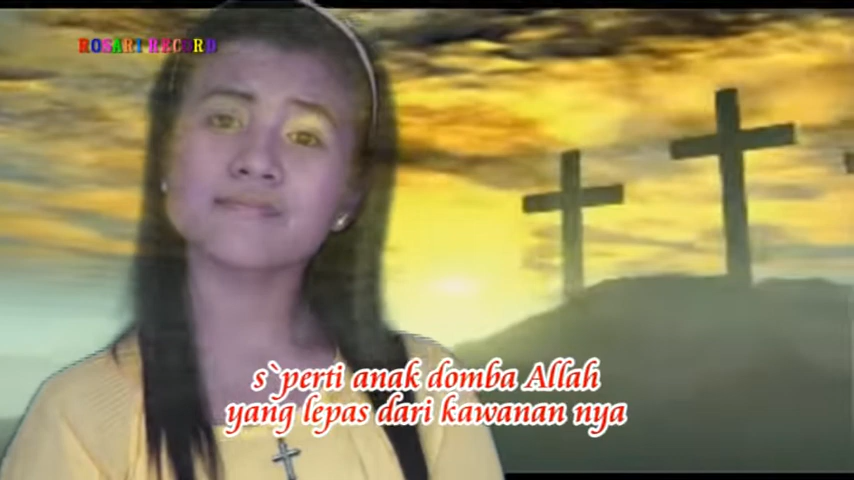 ROSARI RECORD
s`perti anak domba Allah
yang lepas dari kawanan nya